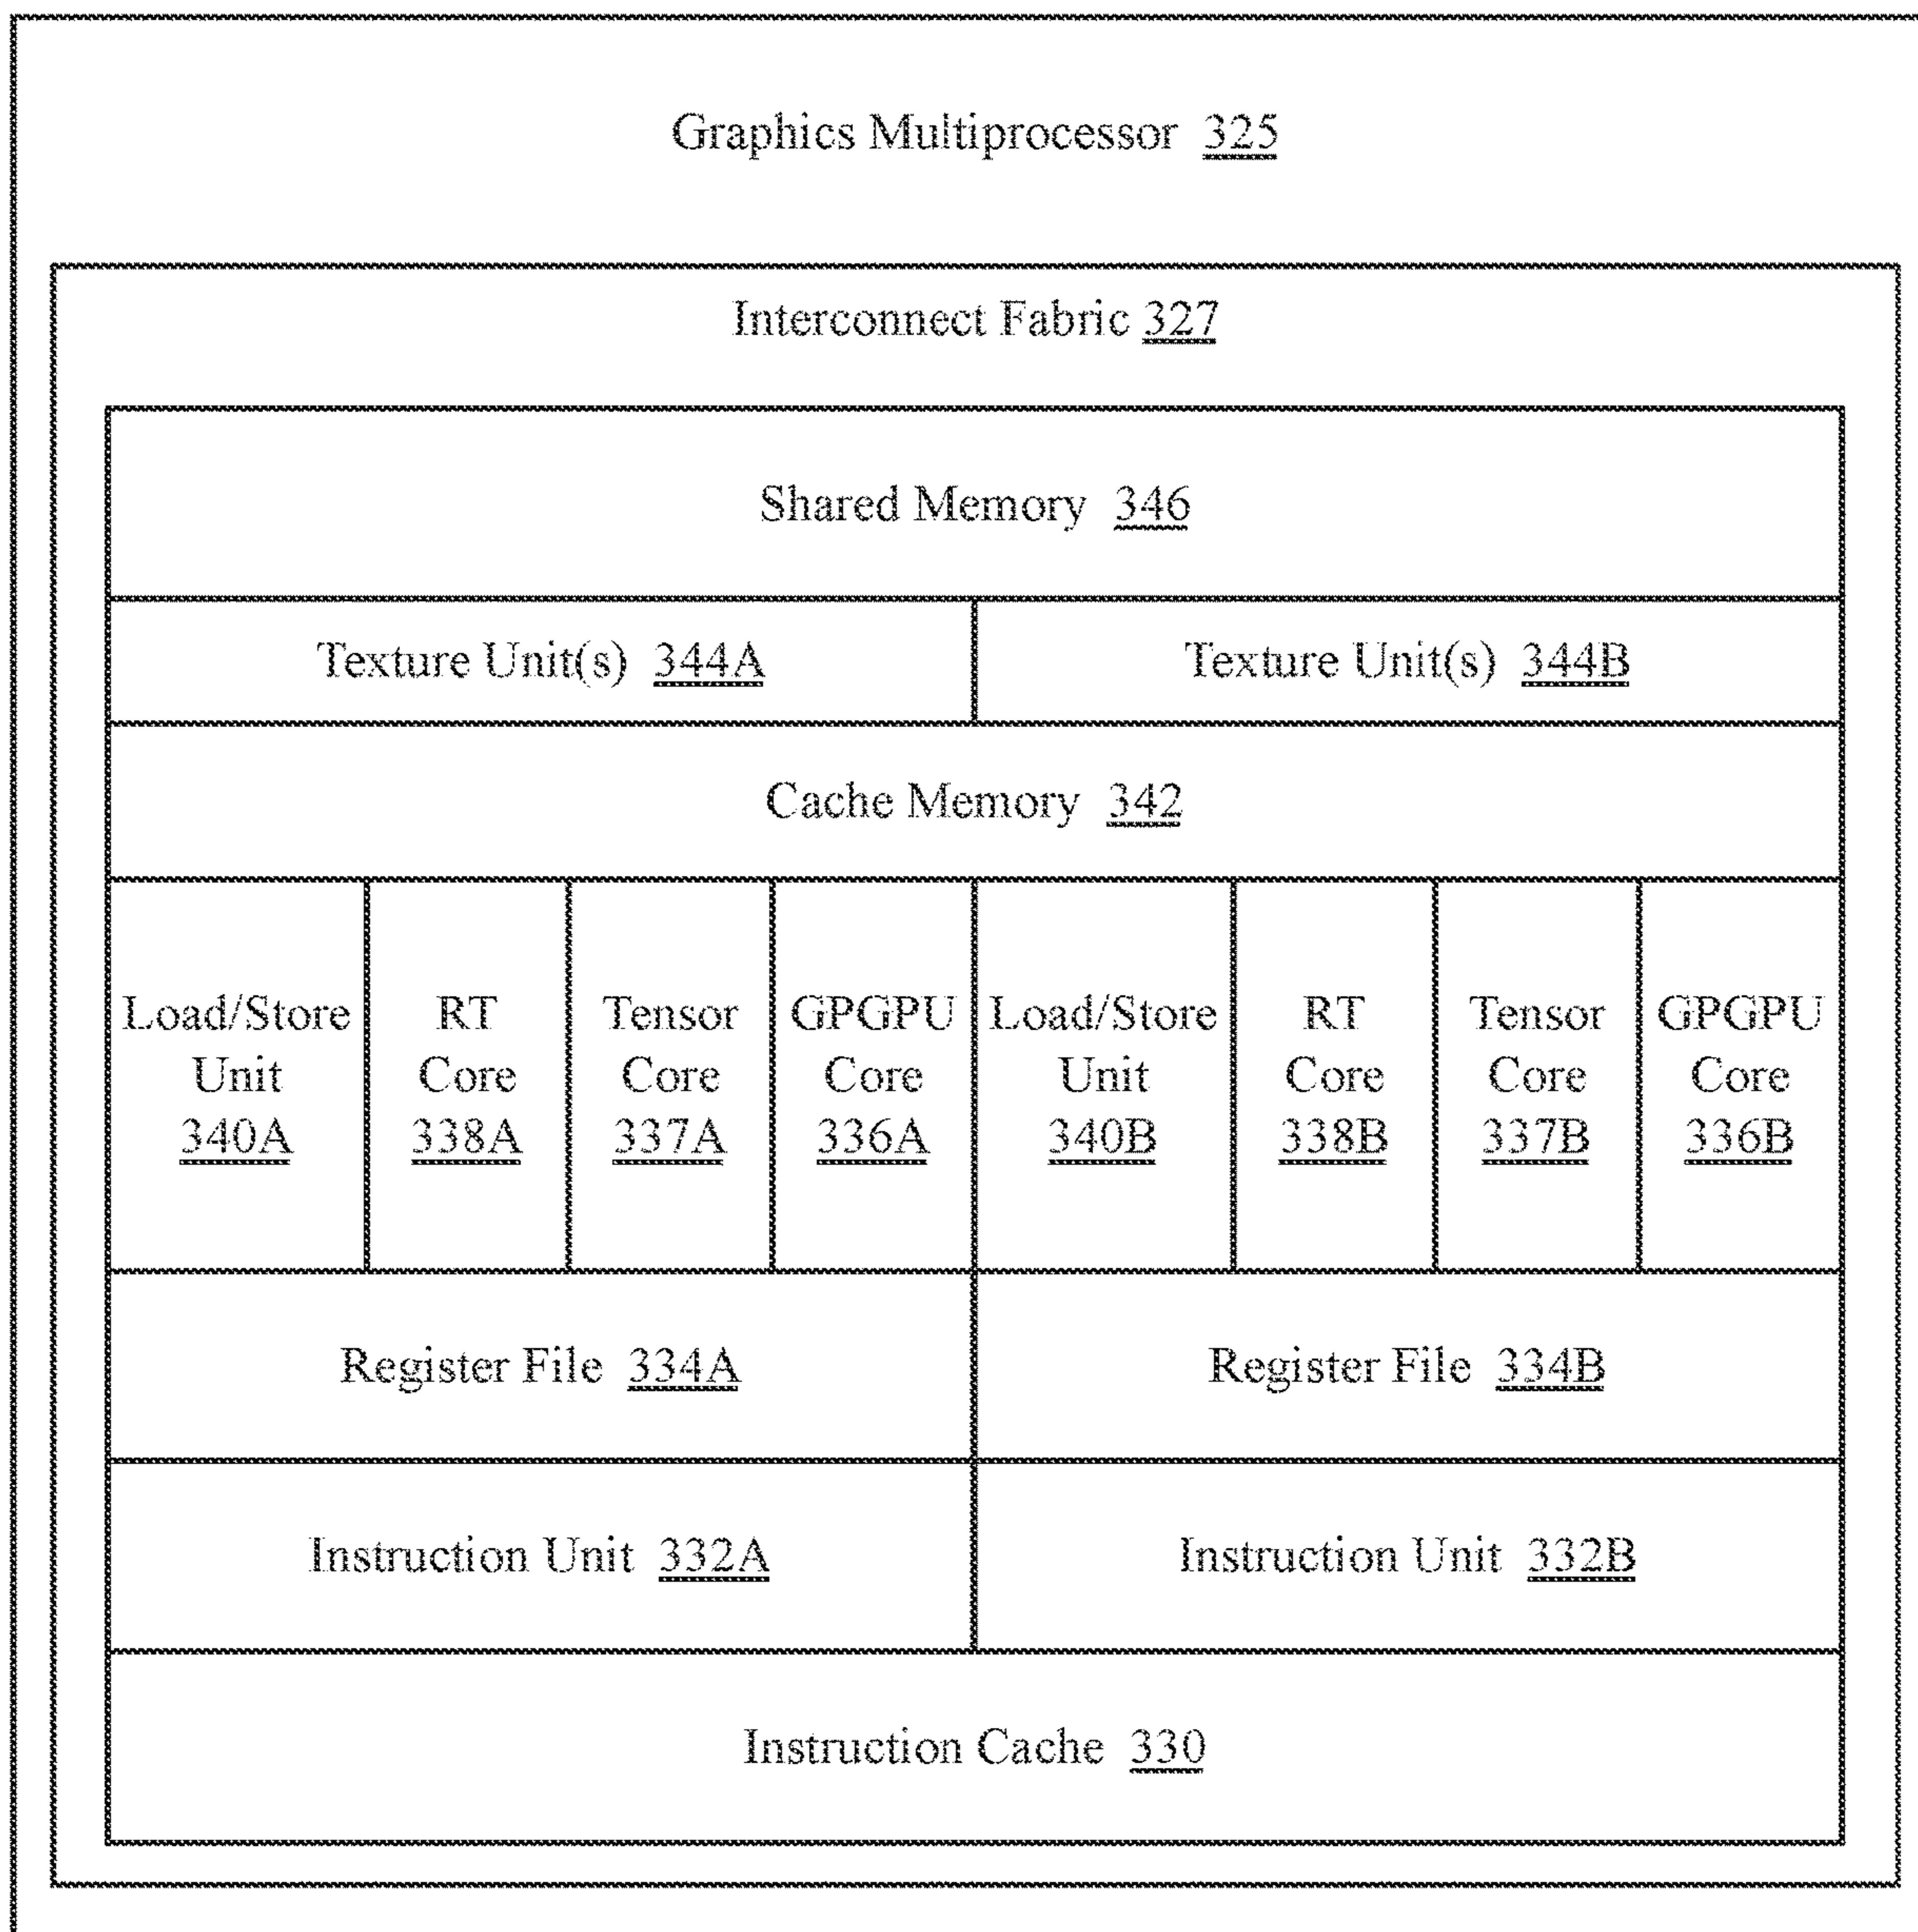 Graphics Multiprocessor 325
Interconnect Fabric 327
Shared Memory 346
Texture Unit(s) 344A
Texture Unit(s) 344B
Cache Memory 342
Load/Store
Unit
340A
RT
Core
338A
Tensor
Core
337A
GPGPU
Core
336A
Load/Store
Unit
340B
RT
Core
338B
Tensor
Core
337B
GPGPU
Core
336B
Register File 334A
Register File 334B
Instruction Unit 332A
Instruction Unit 332B
Instruction Cache 330